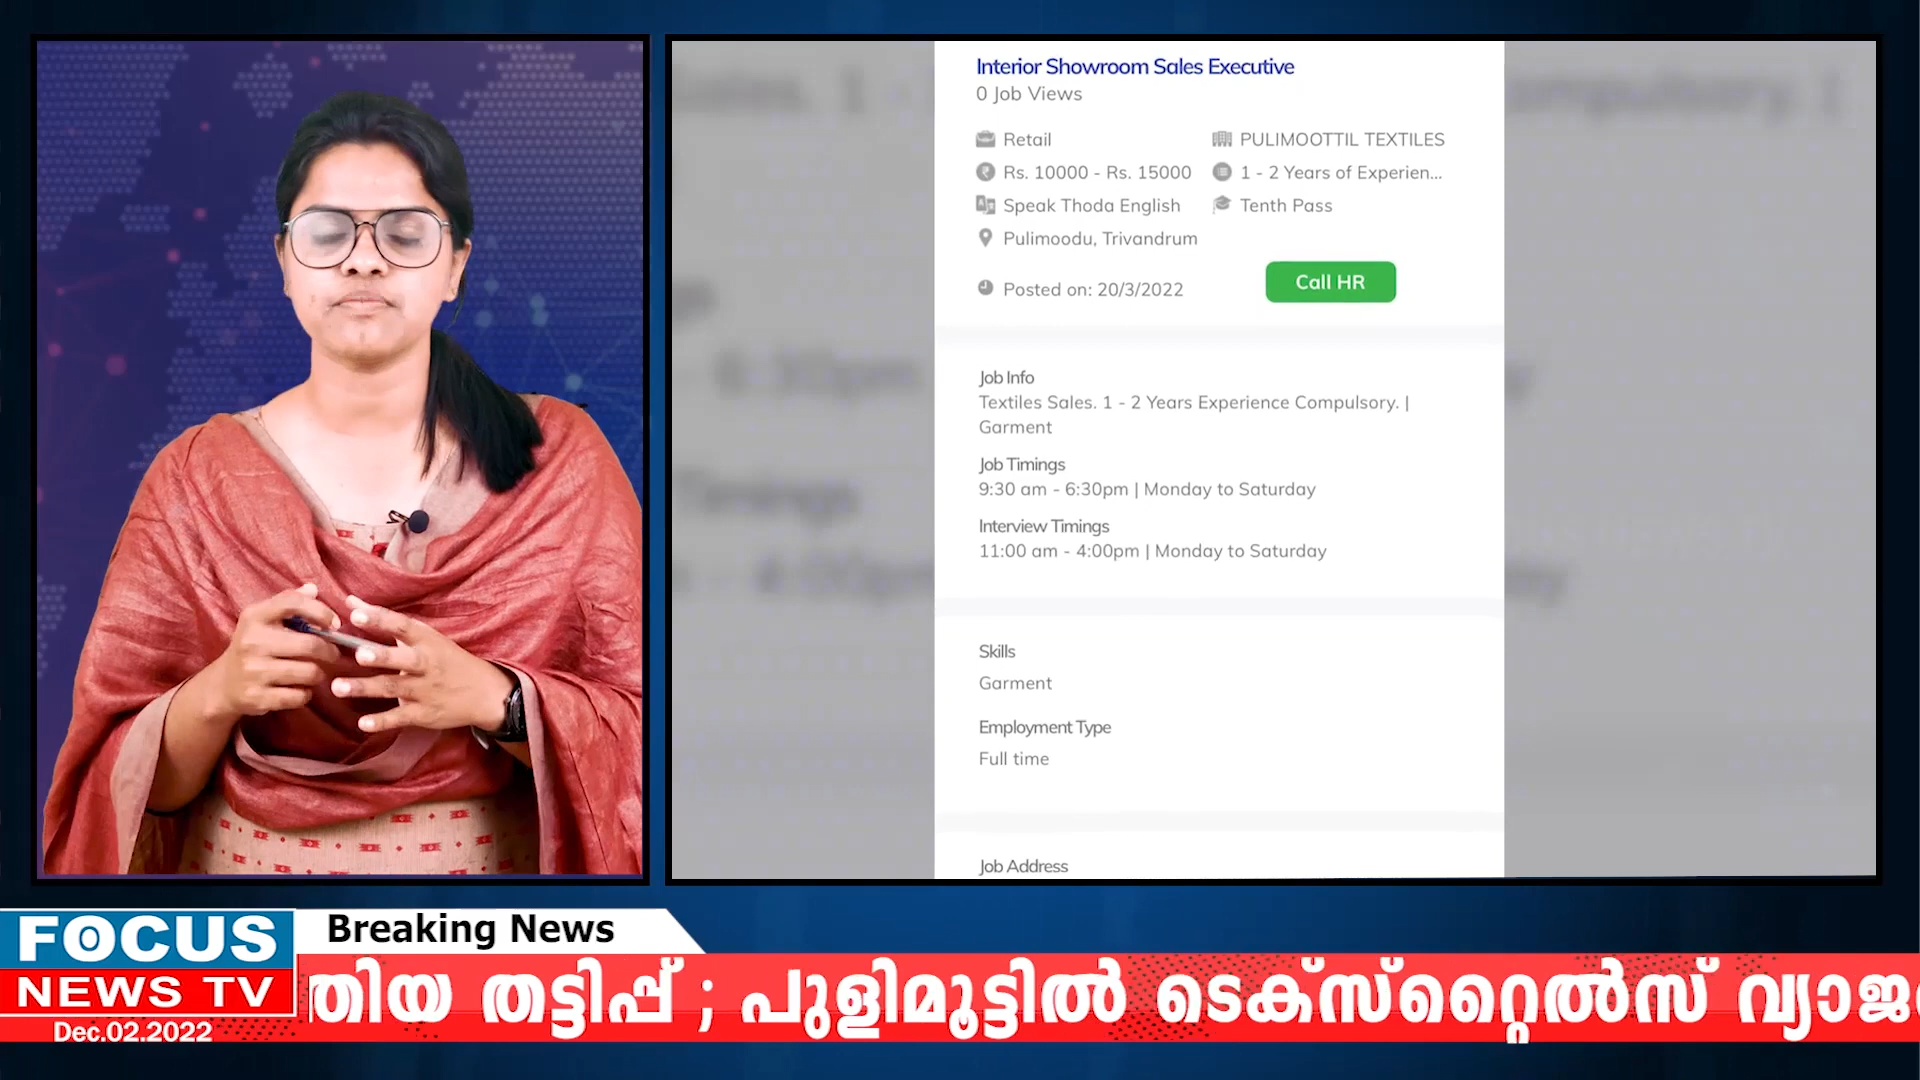 Interior Showroom Sales Executive
0 Job Views
Retail
PULIMOOTTIL TEXTILES
Rs. 10000 - Rs. 15000
1 - 2 Years of Experien...
Speak Thoda English
Tenth Pass
Pulimoodu, Trivandrum
Posted on: 20/3/2022
Call HR
Job Info
Textiles Sales. 1 - 2 Years Experience Compulsory. |
Garment
Job Timings
9:30 am - 6:30pm | Monday to Saturday
Interview Timings
11:00 am - 4:00pm | Monday to Saturday
Skills
Garment
Employment Type
Full time
Job Address
FOCUS
NEWS TV
Dec.02.2022
Breaking News
തിയ തട്ടിപ്പ് ; പുളിമൂട്ടിൽ ടെക്സ്റ്റൈൽസ് വ്യാജ